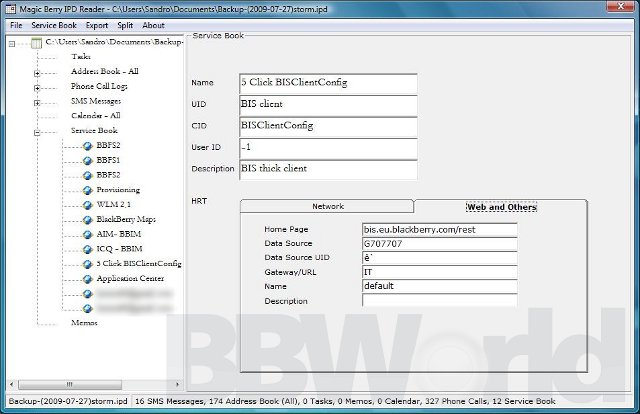 Magic Berry IPD Reader - C:\Users\Sandro\Documents\Backup-(2009-07-27)storm.ipd
File Service Book Export Split About
C:\Users\Sandro\Documents\Backup-
Tasks
Address Book - All
Phone Call Logs
SMS Messages
Calendar - All
Service Book
BBFS2
BBFS1
BBFS2
Provisioning
WLM 2,1
BlackBerry Maps
AIM- BBIM
ICQ - BBIM
5 Click BISClientConfig
Application Center
Memos
Service Book
Name 5 Click BISClientConfig
UID BIS client
CID BISClientConfig
User ID -1
Description BIS thick client
HRT
Network Web and Others
Home Page bis.eu.blackberry.com/rest
Data Source G707707
Data Source UID ê`
Gateway/URL IT
Name default
Description
BBWorld
Backup-(2009-07-27)storm.ipd 16 SMS Messages, 174 Address Book (All), 0 Tasks, 0 Memos, 0 Calendar, 327 Phone Calls, 12 Service Book